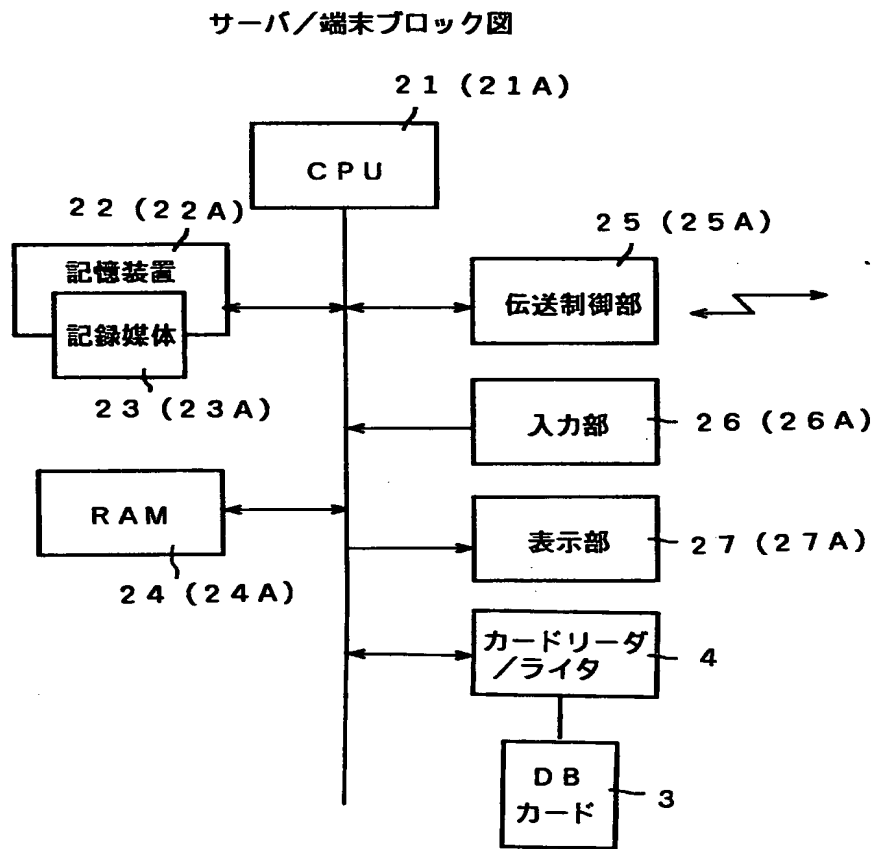 サーバ／端末ブロック図
２１（２１Ａ）
ＣＰＵ
２２（２２Ａ）
記憶装置
記録媒体
２３（２３Ａ）
２５（２５Ａ）
伝送制御部
入力部
２６（２６Ａ）
ＲＡＭ
２４（２４Ａ）
表示部
２７（２７Ａ）
カードリーダ
／ライタ
４
ＤＢ
カード
３